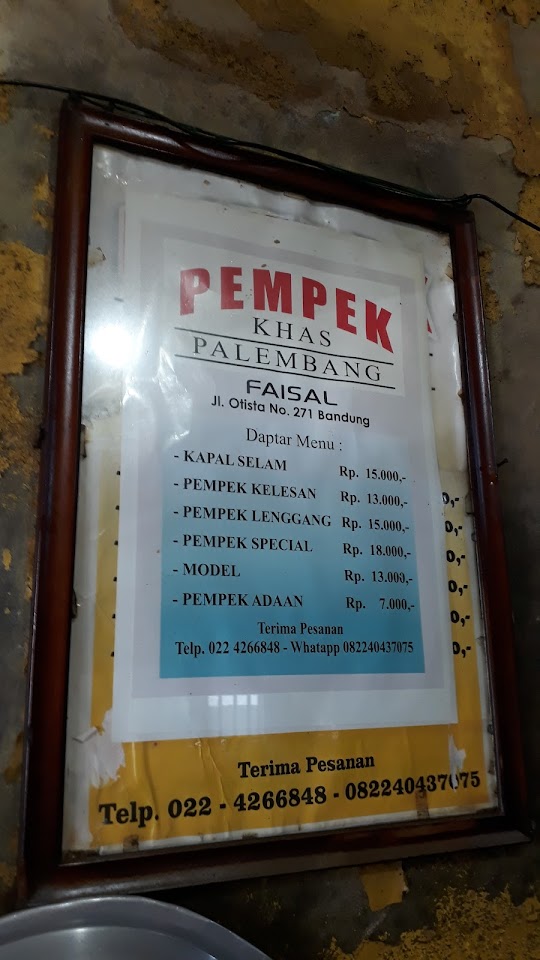 PEMPEK
KHAS
PALEMBANG
FAISAL
Jl. Otista No. 271 Bandung
Daptar Menu :
- KAPAL SELAM Rp. 15.000,-
- PEMPEK KELESAN Rp. 13.000,-
- PEMPEK LENGGANG Rp. 15.000,-
- PEMPEK SPECIAL Rp. 18.000,-
- MODEL Rp. 13.000,-
- PEMPEK ADAAN Rp. 7.000,-
Terima Pesanan
Telp. 022 4266848 - Whatapp 082240437075
Terima Pesanan
Telp. 022 - 4266848 - 082240437075